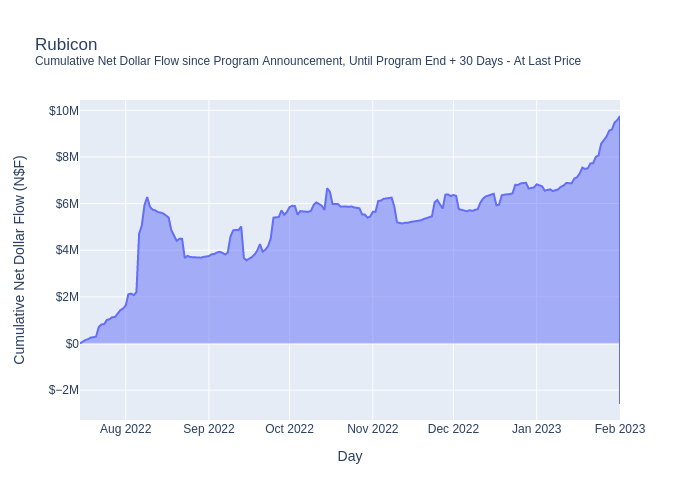 Rubicon
Cumulative Net Dollar Flow since Program Announcement, Until Program End + 30 Days - At Last Price
Cumulative Net Dollar Flow (N$F)
$10M
$8M
$6M
$4M
$2M
$0
$−2M
Aug 2022
Sep 2022
Oct 2022
Nov 2022
Dec 2022
Jan 2023
Feb 2023
Day